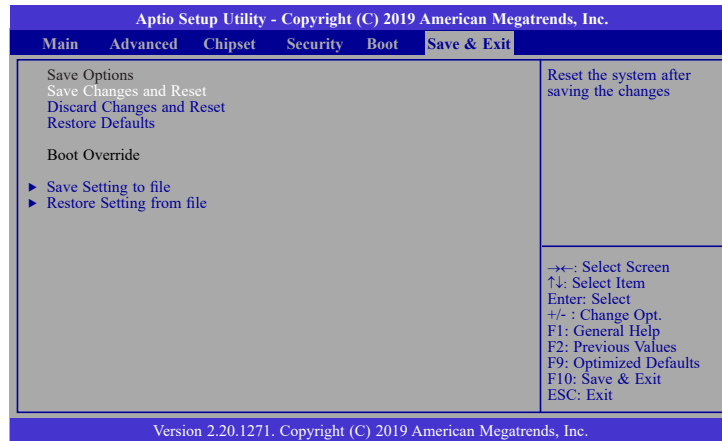 Aptio Setup Utility - Copyright (C) 2019 American Megatrends, Inc.
Main Advanced Chipset Security Boot Save & Exit
Save Options
Save Changes and Reset
Discard Changes and Reset
Restore Defaults
Boot Override
▶ Save Setting to file
▶ Restore Setting from file
Reset the system after
saving the changes
→←: Select Screen
↑↓: Select Item
Enter: Select
+/- : Change Opt.
F1: General Help
F2: Previous Values
F9: Optimized Defaults
F10: Save & Exit
ESC: Exit
Version 2.20.1271. Copyright (C) 2019 American Megatrends, Inc.